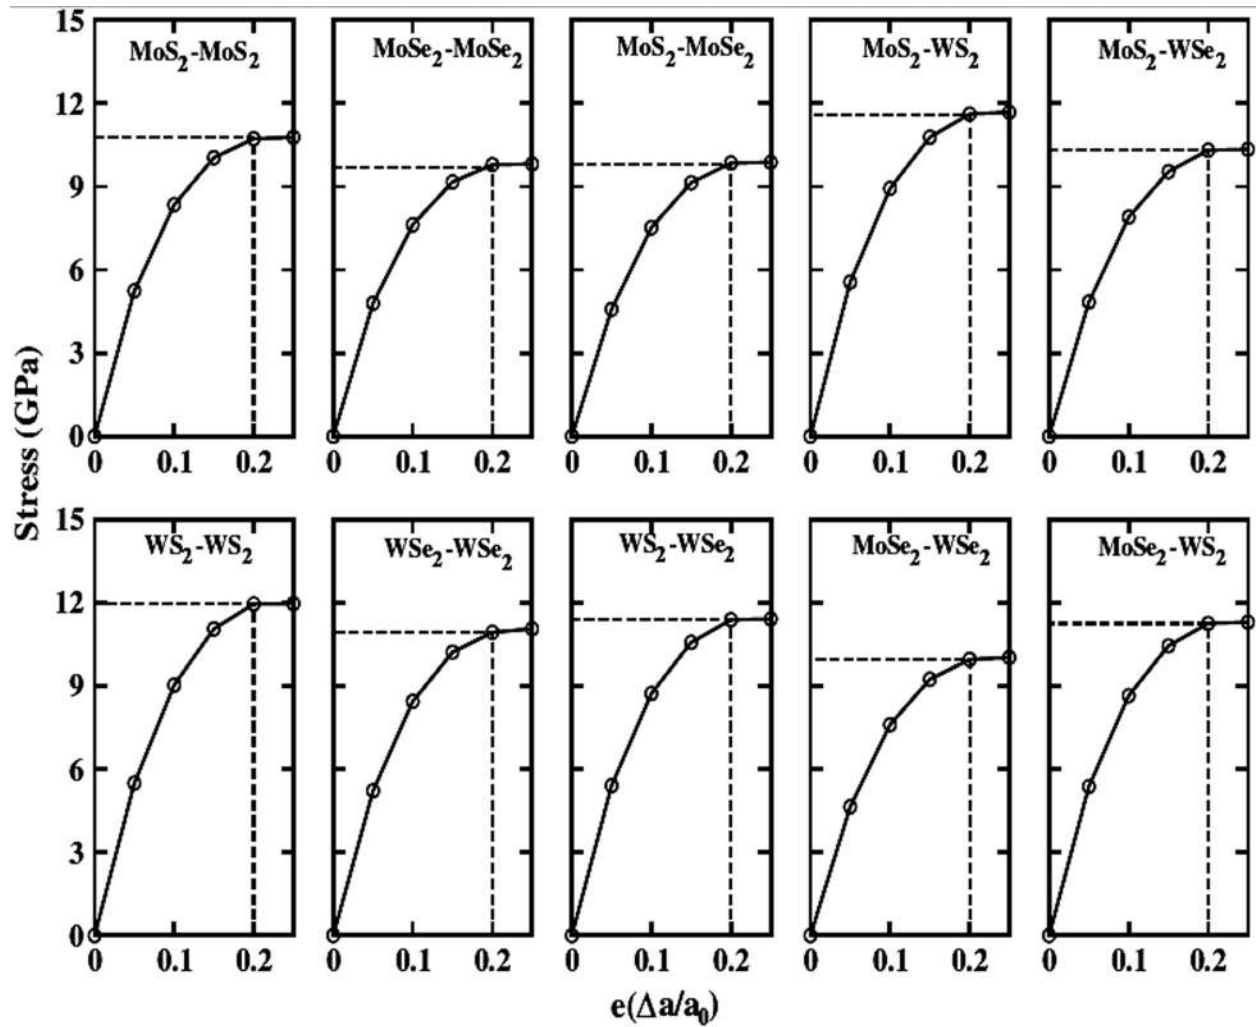 15
12
9
6
3
0
MoS2-MoS2
MoSe2-MoSe2
MoS2-MoSe2
MoS2-WS2
MoS2-WSe2
0 0.1 0.2
0 0.1 0.2
0 0.1 0.2
0 0.1 0.2
0 0.1 0.2
Stress (GPa)
15
12
9
6
3
0
WS2-WS2
WSe2-WSe2
WS2-WSe2
MoSe2-WSe2
MoSe2-WS2
0 0.1 0.2
0 0.1 0.2
0 0.1 0.2
0 0.1 0.2
0 0.1 0.2
e(Δa/a0)